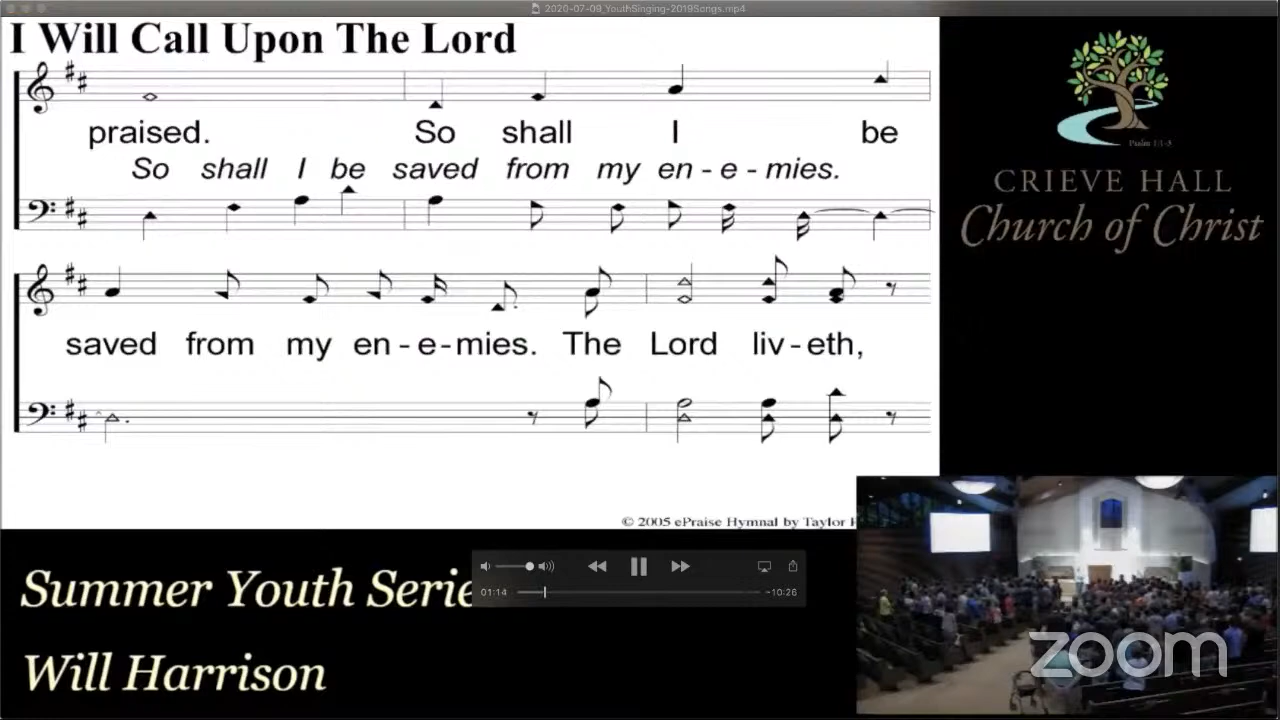 2020-07-09_YouthSinging-2019Songs.mp4
I Will Call Upon The Lord
praised. So shall I be
So shall I be saved from my en - e - mies.
saved from my en - e - mies. The Lord liv - eth,
© 2005 ePraise Hymnal by Taylor
Psalm 1:1-3
CRIEVE HALL
Church of Christ
Summer Youth Serie
Will Harrison
01:14
-10:26
zoom